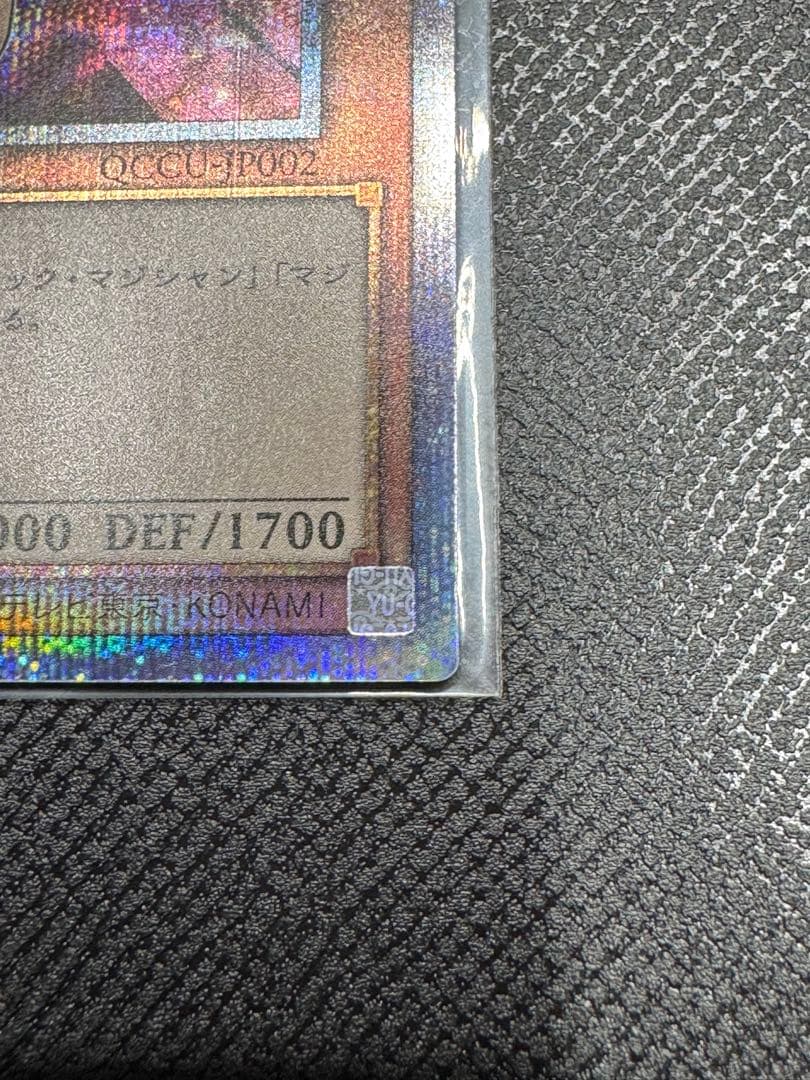 QCCU-JP002
ック・マジシャン」「マジ
る。
000 DEF/1700
テレビ東京・KONAMI
YU-G